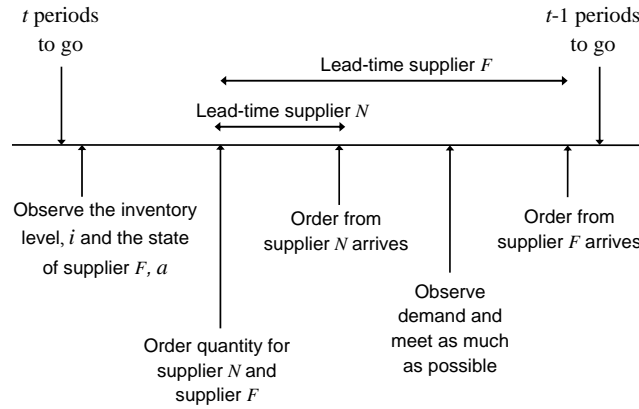 t periods
to go
t-1 periods
to go
Lead-time supplier F
Lead-time supplier N
Observe the inventory
level, i and the state
of supplier F, a
Order from
supplier N arrives
Order from
supplier F arrives
Observe
demand and
meet as much
as possible
Order quantity for
supplier N and
supplier F